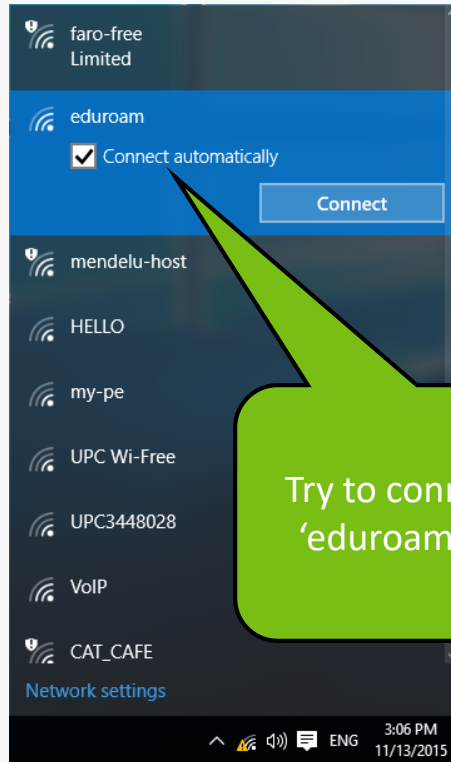 faro-free
Limited
eduroam
Connect automatically
Connect
mendelu-host
HELLO
my-pe
UPC Wi-Free
UPC3448028
VoIP
CAT_CAFE
Network settings
Try to
'eduroam
ENG
3:06 PM
11/13/2015